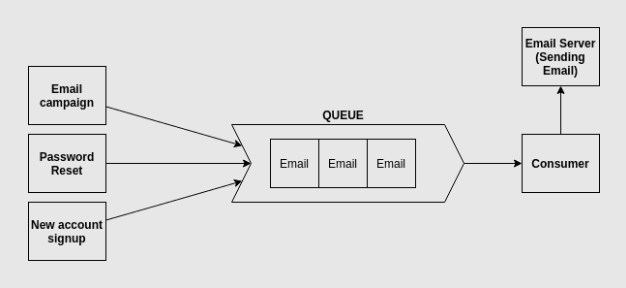 Email Server
(Sending
Email)
Email
campaign
QUEUE
Password
Reset
Email Email Email
Consumer
New account
signup